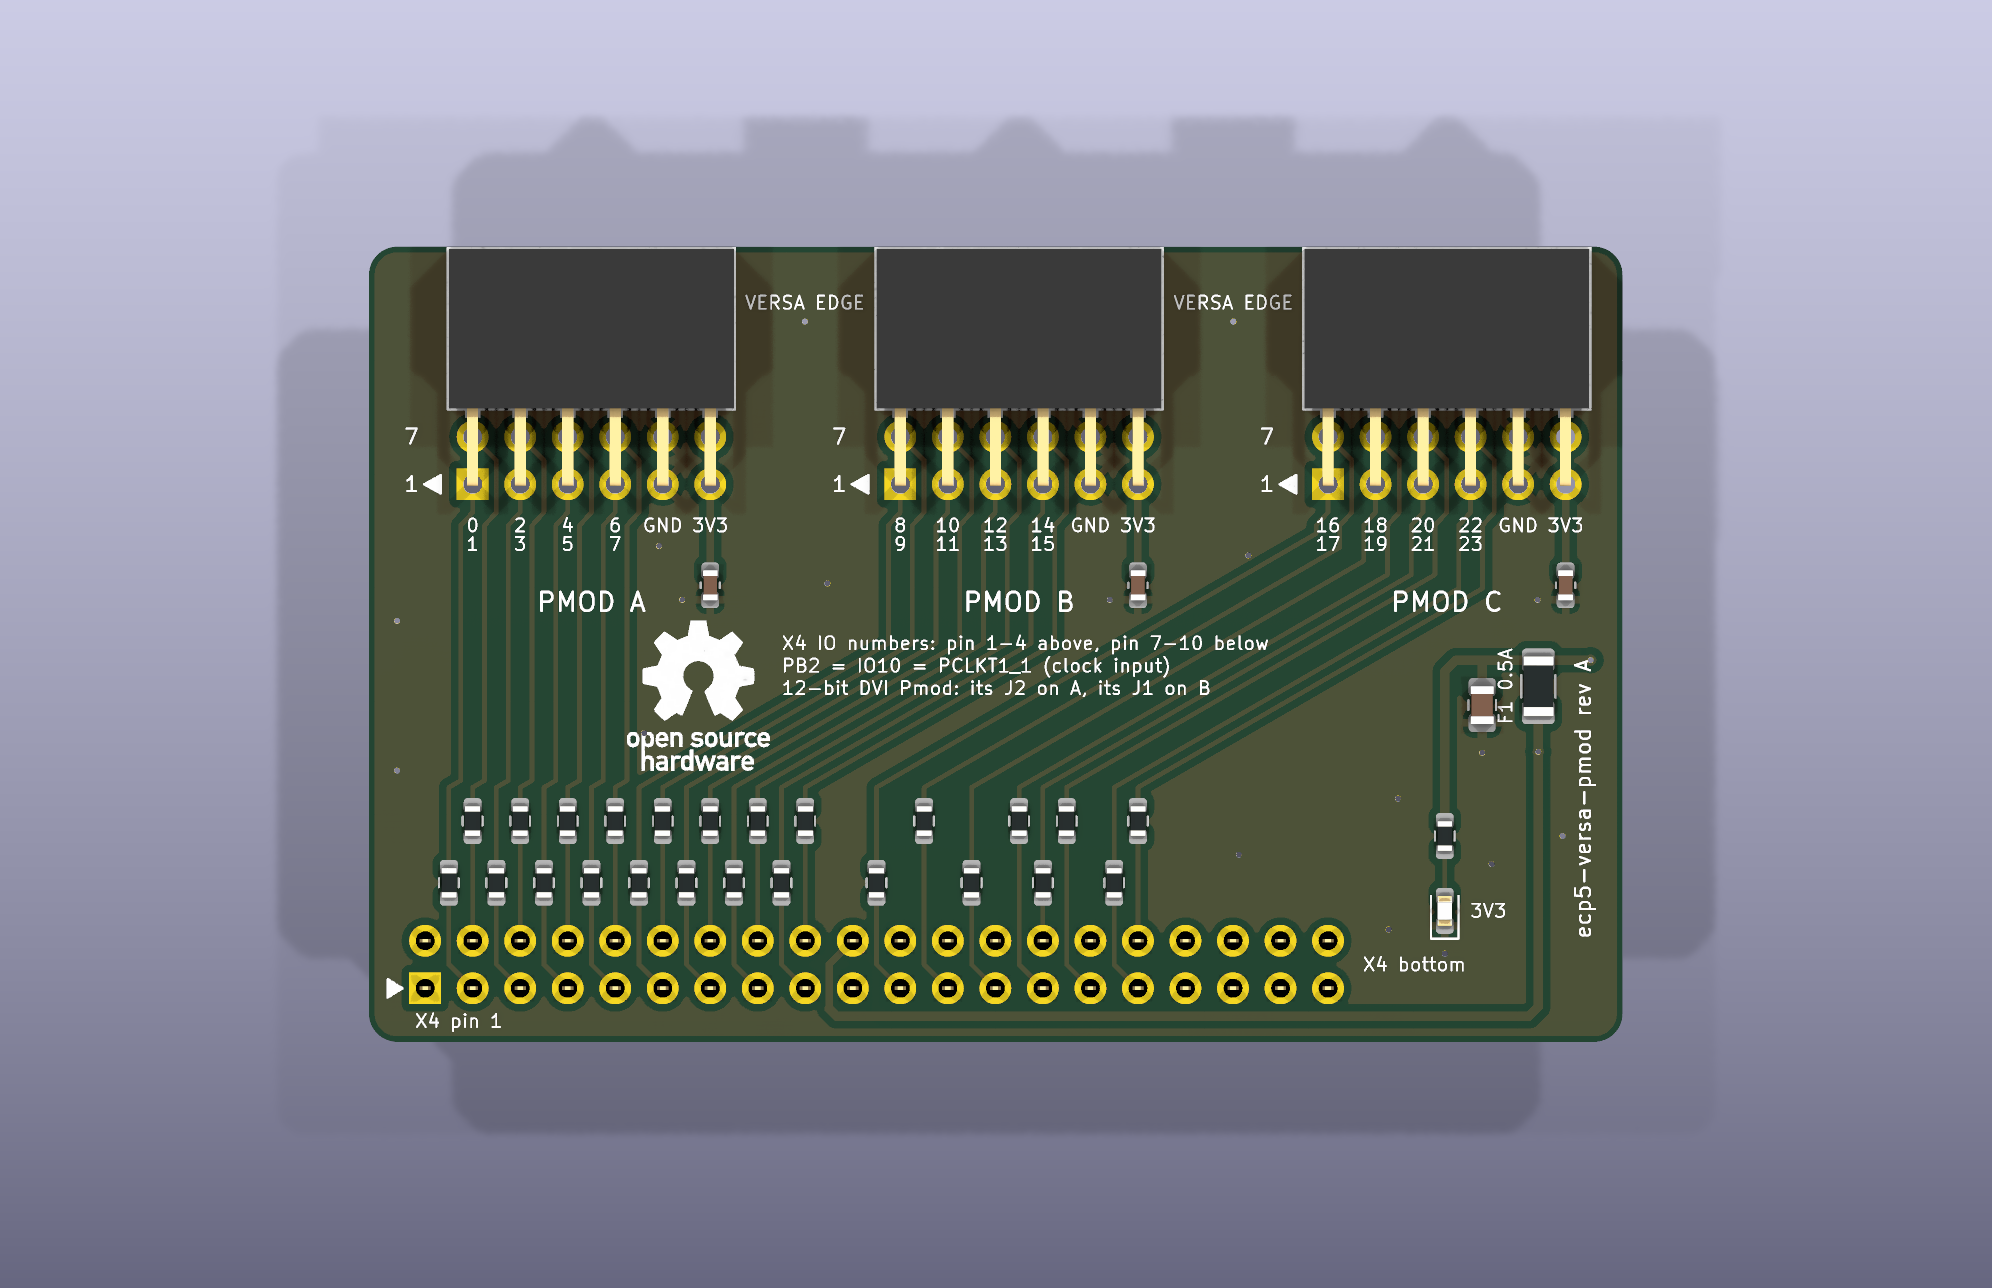 VERSA EDGE VERSA EDGE
7 7 7
1 1 1
0 2 4 6 GND 3V3 8 10 12 14 GND 3V3 16 18 20 22 GND 3V3
1 3 5 7 9 11 13 15 17 19 21 23
PMOD A PMOD B PMOD C
X4 IO numbers: pin 1-4 above, pin 7-10 below
PB2 = IO10 = PCLKT1_1 (clock input)
12-bit DVI Pmod: its J2 on A, its J1 on B
open source
hardware
F1 0.5A
ecp5-versa-pmod rev A
3V3
X4 bottom
X4 pin 1